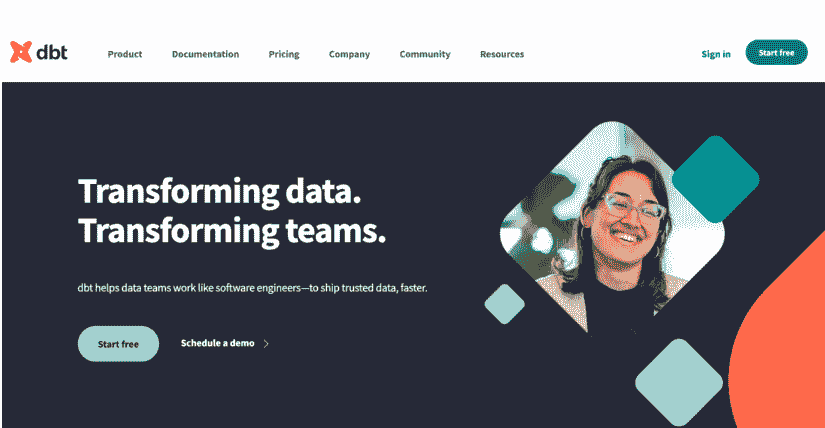 dbt
Product Documentation Pricing Company Community Resources Sign in Start free
Transforming data.
Transforming teams.
dbt helps data teams work like software engineers—to ship trusted data, faster.
Start free Schedule a demo